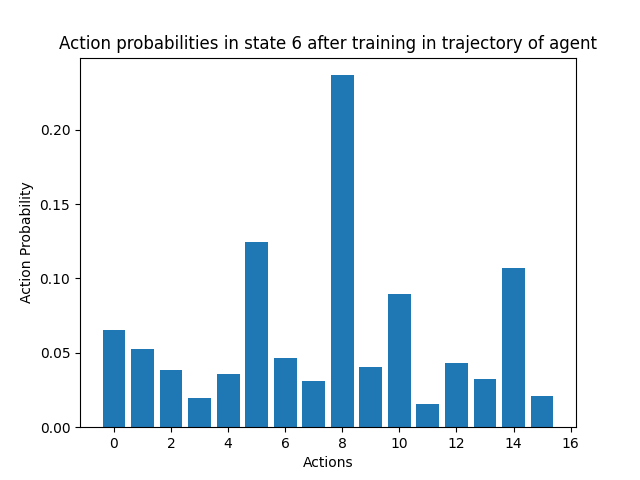 Action probabilities in state 6 after training in trajectory of agent
0.20
0.15
0.10
0.05
0.00
Action Probability
0 2 4 6 8 10 12 14 16
Actions